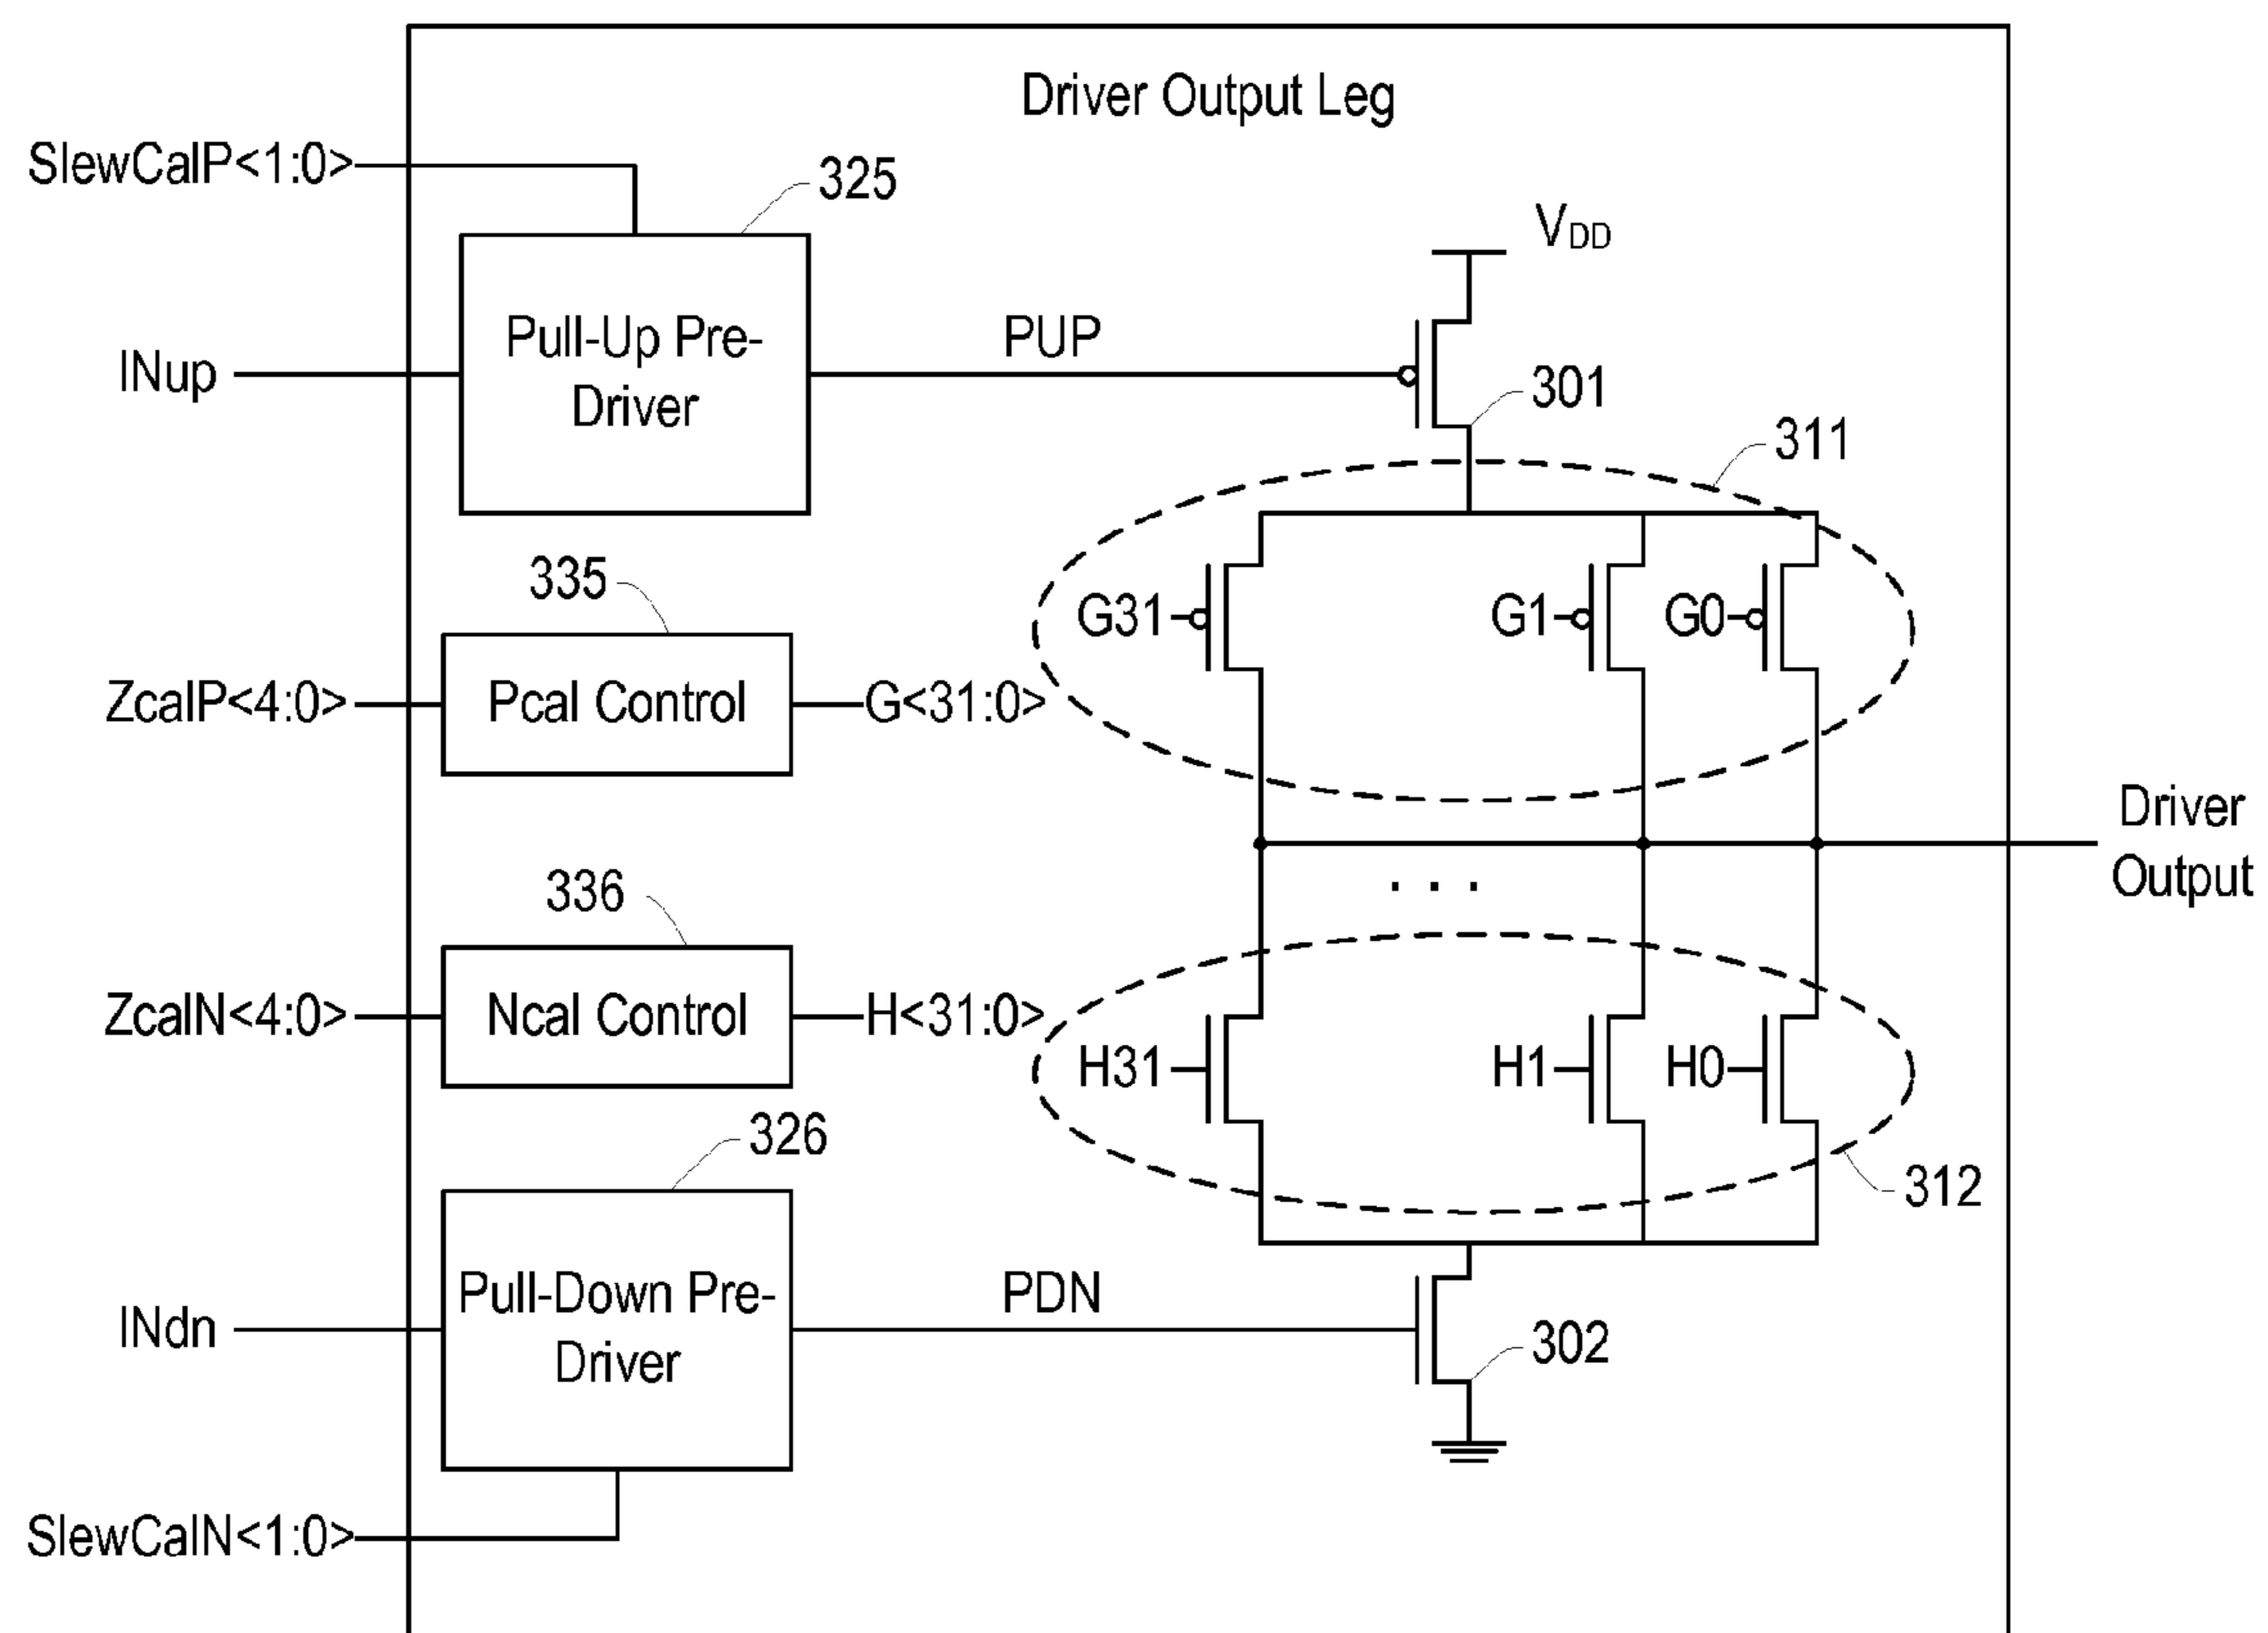 Driver Output Leg
SlewCalP<1:0>
325
VDD
INup
Pull-Up Pre-
Driver
PUP
301
311
335
G31
G1
G0
ZcalP<4:0>
Pcal Control
G<31:0>
Driver
Output
. . .
336
ZcalN<4:0>
Ncal Control
H<31:0>
H31
H1
H0
326
312
INdn
Pull-Down Pre-
Driver
PDN
302
SlewCalN<1:0>